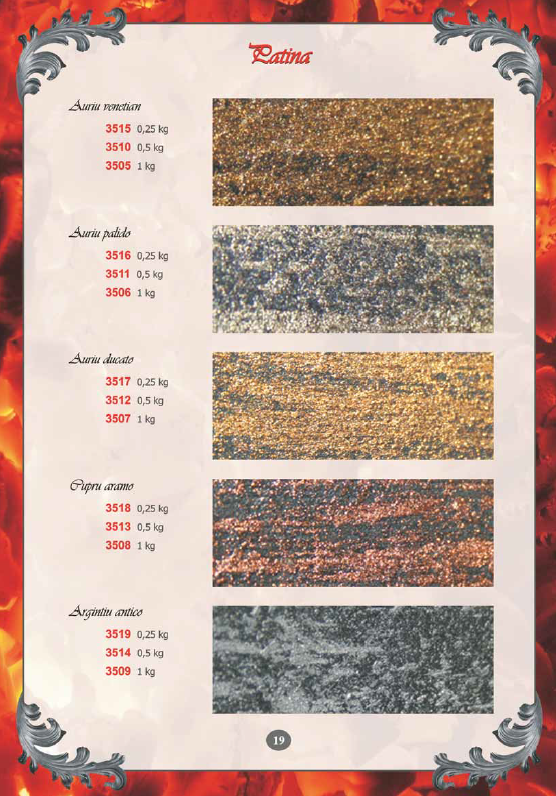 Patina
Auriu venetian
3515 0,25 kg
3510 0,5 kg
3505 1 kg
Auriu palido
3516 0,25 kg
3511 0,5 kg
3506 1 kg
Auriu ducato
3517 0,25 kg
3512 0,5 kg
3507 1 kg
Cupru aramo
3518 0,25 kg
3513 0,5 kg
3508 1 kg
Argintiu antico
3519 0,25 kg
3514 0,5 kg
3509 1 kg
19